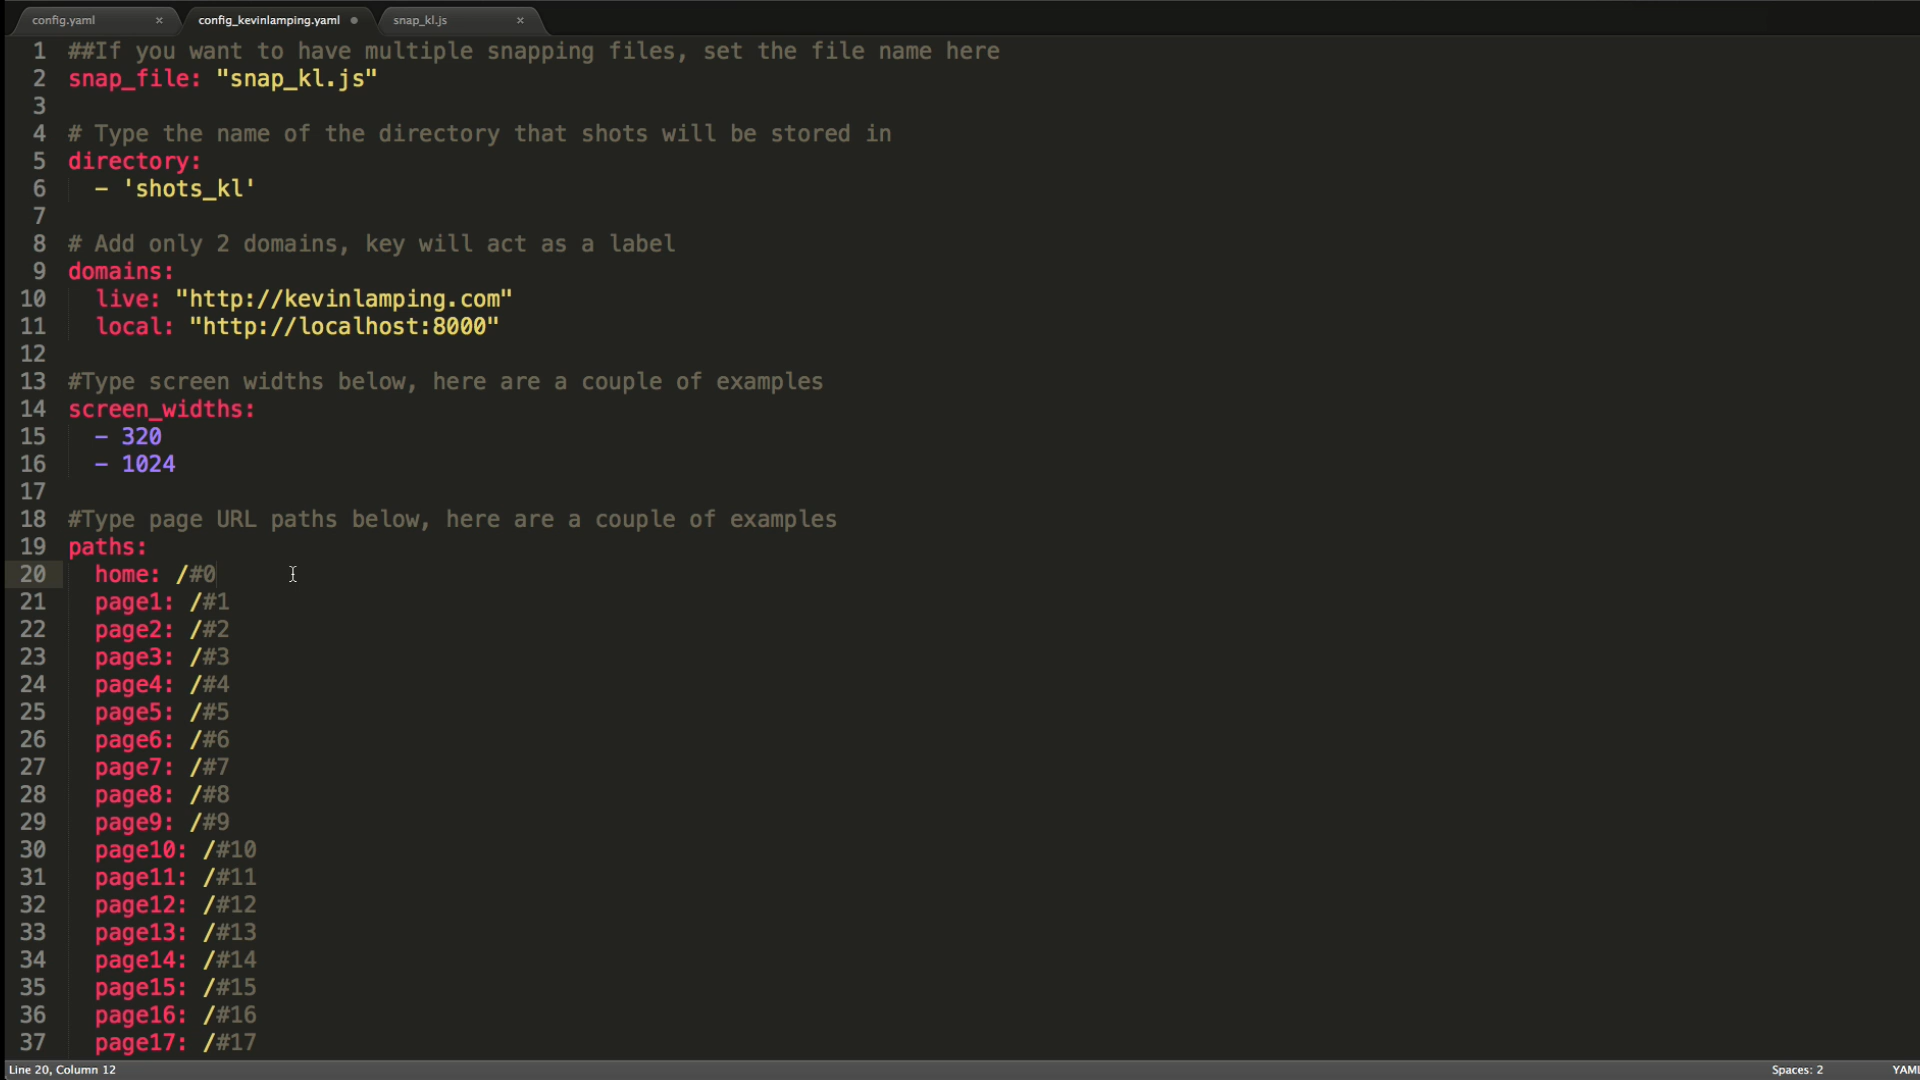 config.yaml × config_kevinlamping.yaml snap_kl.js ×
1 ##If you want to have multiple snapping files, set the file name here
2 snap_file: "snap_kl.js"
3
4 # Type the name of the directory that shots will be stored in
5 directory:
6 - 'shots_kl'
7
8 # Add only 2 domains, key will act as a label
9 domains:
10 live: "http://kevinlamping.com"
11 local: "http://localhost:8000"
12
13 #Type screen widths below, here are a couple of examples
14 screen_widths:
15 - 320
16 - 1024
17
18 #Type page URL paths below, here are a couple of examples
19 paths:
20 home: /#0
21 page1: /#1
22 page2: /#2
23 page3: /#3
24 page4: /#4
25 page5: /#5
26 page6: /#6
27 page7: /#7
28 page8: /#8
29 page9: /#9
30 page10: /#10
31 page11: /#11
32 page12: /#12
33 page13: /#13
34 page14: /#14
35 page15: /#15
36 page16: /#16
37 page17: /#17
Line 20, Column 12 Spaces: 2 YAML